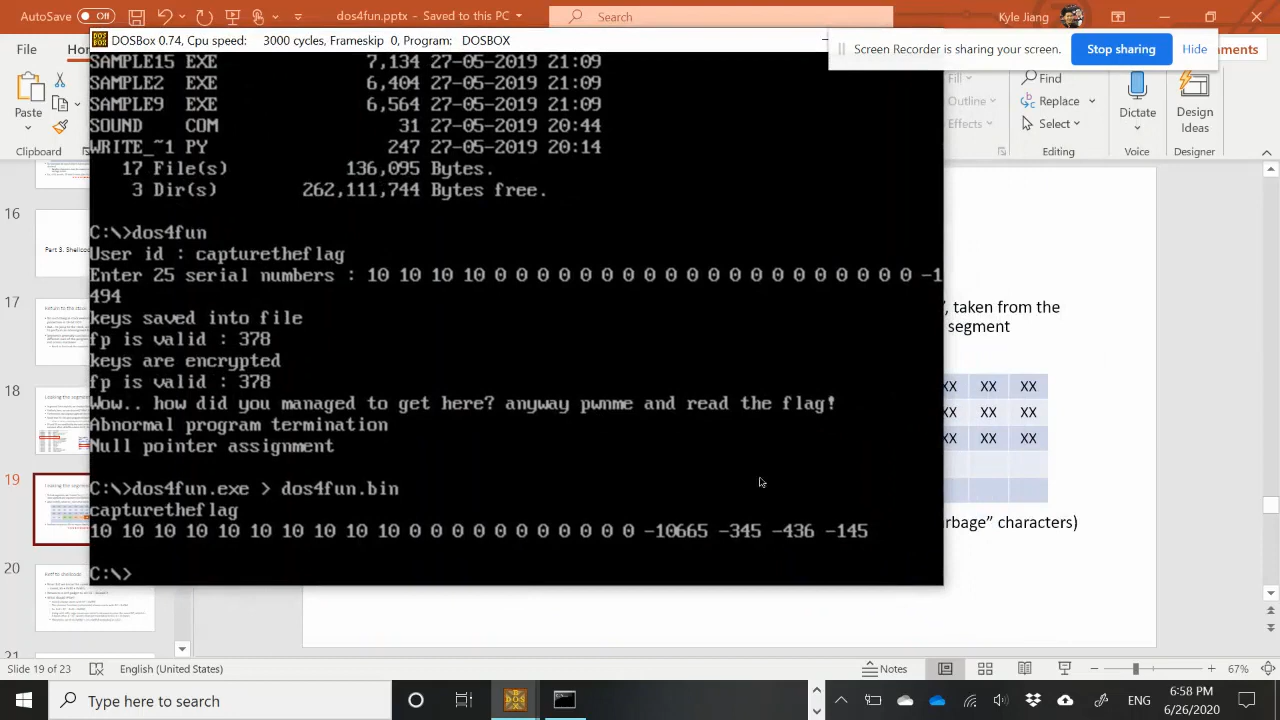 AutoSave Off dos4fun.pptx - Saved to this PC Search Kyle Jiang
DOSBox 0.74, Cpu speed: 3000 cycles, Frameskip 0, Program: DOSBOX
Screen Recorder is sharing your screen. Stop sharing Hide
File
Paste
Clipboard
Find
Replace
Select
Editing
Outline
Effects
Dictate
Voice
Design
Ideas
Designer
SAMPLE15 EXE 7,134 27-05-2019 21:09
SAMPLE2 EXE 6,404 27-05-2019 21:09
SAMPLE9 EXE 6,564 27-05-2019 21:09
SOUND COM 31 27-05-2019 20:44
WRITE_~1 PY 247 27-05-2019 20:14
17 File(s) 136,095 Bytes.
3 Dir(s) 262,111,744 Bytes free.
C:\>dos4fun
User id : capturetheflag
Enter 25 serial numbers : 10 10 10 10 0 0 0 0 0 0 0 0 0 0 0 0 0 0 0 0 0 0 0 0 -1
494
keys saved into file
fp is valid : 378
keys are encrypted
fp is valid : 378
Wow.. how did you managed to get here? anyway pwnme and read the flag!
Abnormal program termination
Null pointer assignment
C:\>dos4fun.exe > dos4fun.bin
capturetheflag
10 10 10 10 10 10 10 10 10 10 0 0 0 0 0 0 0 0 0 0 0 -10665 -345 -436 -145
C:\>
16
17
18
19
20
21
Part 3. Shellcode
, taken from the
segment
XX XX XX
XX XX XX
XX XX
rbage" characters)
Slide 19 of 23 English (United States) Notes 67%
Type here to search
ENG
6:58 PM
6/26/2020